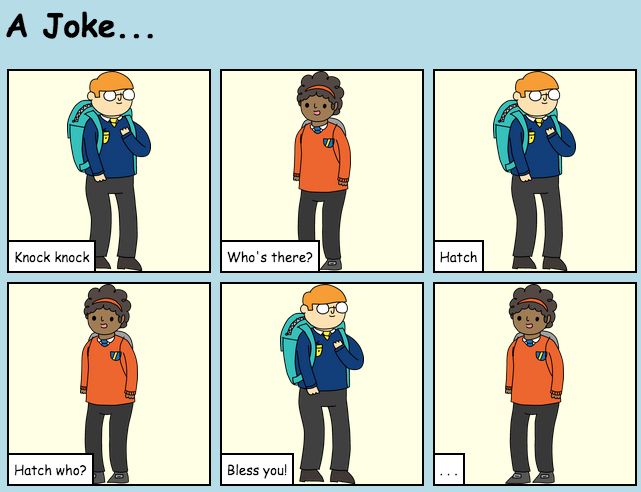 A Joke...
Knock knock
Who's there?
Hatch
Hatch who?
Bless you!
. . .